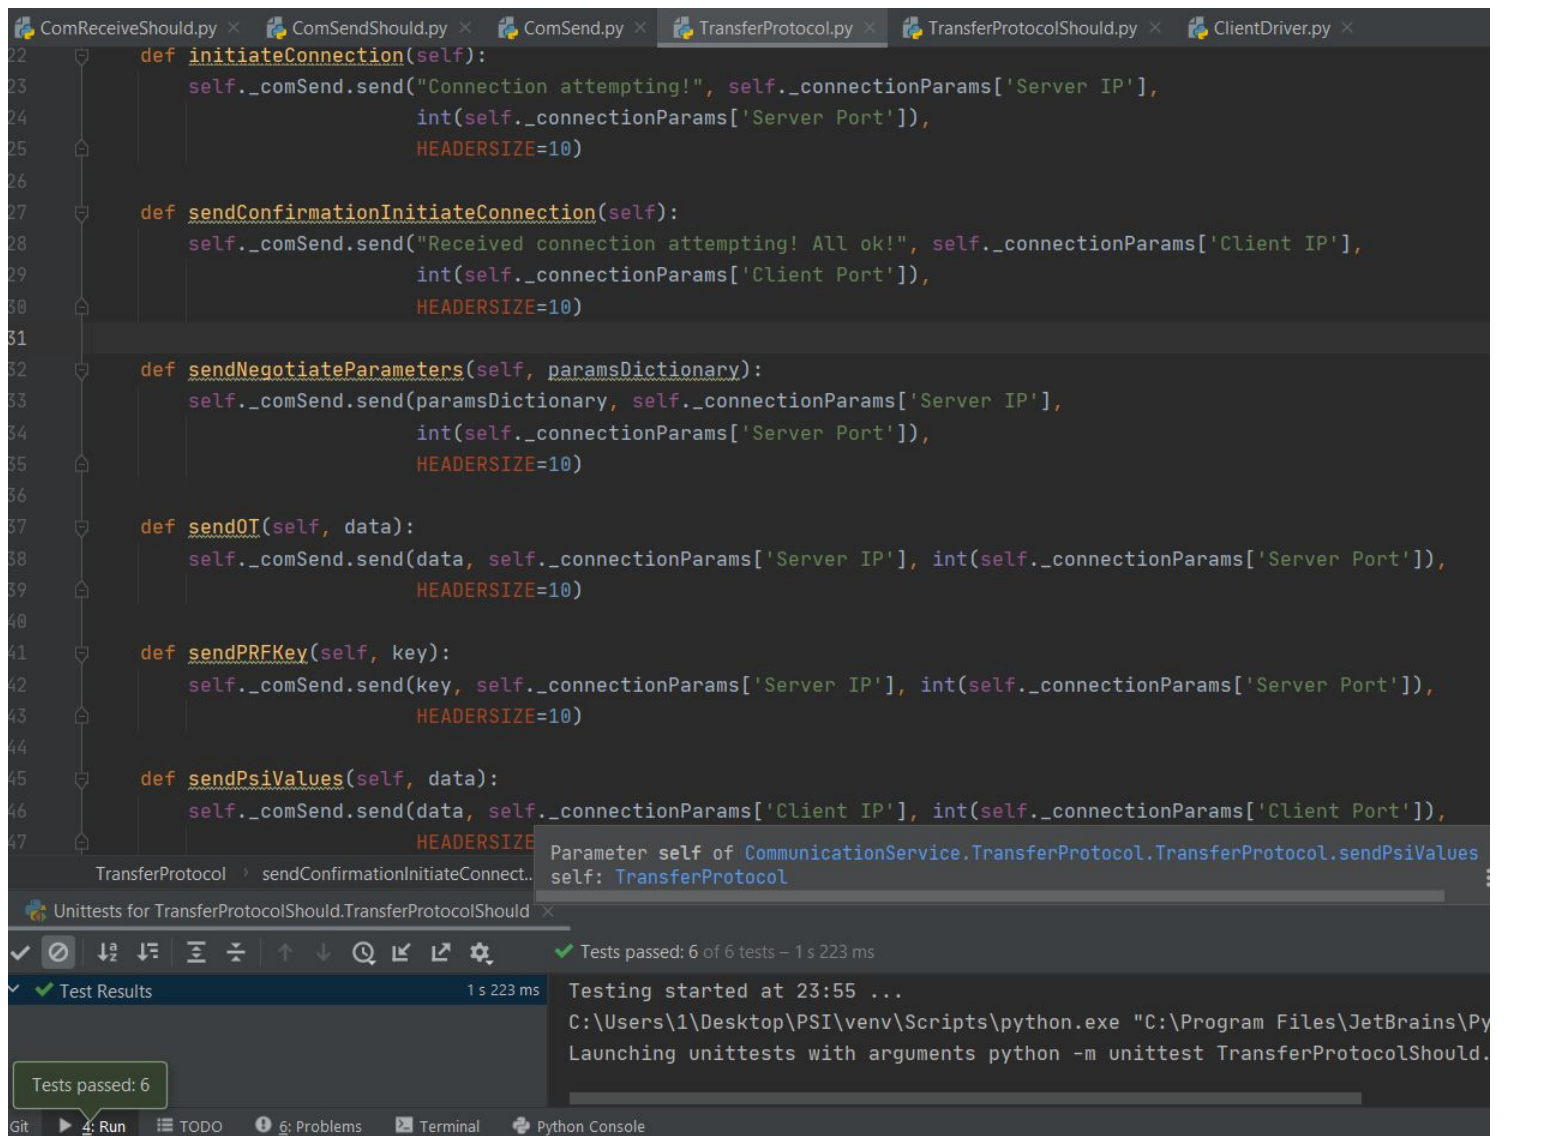 ComReceiveShould.py × ComSendShould.py × ComSend.py × TransferProtocol.py × TransferProtocolShould.py × ClientDriver.py ×
22 def initiateConnection(self):
23 self._comSend.send("Connection attempting!", self._connectionParams['Server IP'],
24 int(self._connectionParams['Server Port']),
25 HEADERSIZE=10)
26
27 def sendConfirmationInitiateConnection(self):
28 self._comSend.send("Received connection attempting! All ok!", self._connectionParams['Client IP'],
29 int(self._connectionParams['Client Port']),
30 HEADERSIZE=10)
31
32 def sendNegotiateParameters(self, paramsDictionary):
33 self._comSend.send(paramsDictionary, self._connectionParams['Server IP'],
34 int(self._connectionParams['Server Port']),
35 HEADERSIZE=10)
36
37 def sendOT(self, data):
38 self._comSend.send(data, self._connectionParams['Server IP'], int(self._connectionParams['Server Port']),
39 HEADERSIZE=10)
40
41 def sendPRFKey(self, key):
42 self._comSend.send(key, self._connectionParams['Server IP'], int(self._connectionParams['Server Port']),
43 HEADERSIZE=10)
44
45 def sendPsiValues(self, data):
46 self._comSend.send(data, self._connectionParams['Client IP'], int(self._connectionParams['Client Port']),
47 HEADERSIZE
Parameter self of CommunicationService.TransferProtocol.TransferProtocol.sendPsiValues
self: TransferProtocol
TransferProtocol › sendConfirmationInitiateConnect...
Unittests for TransferProtocolShould.TransferProtocolShould ×
Tests passed: 6 of 6 tests – 1 s 223 ms
Test Results 1 s 223 ms
Testing started at 23:55 ...
C:\Users\1\Desktop\PSI\venv\Scripts\python.exe "C:\Program Files\JetBrains\Py
Launching unittests with arguments python -m unittest TransferProtocolShould.
Tests passed: 6
Git 4: Run TODO 6: Problems Terminal Python Console